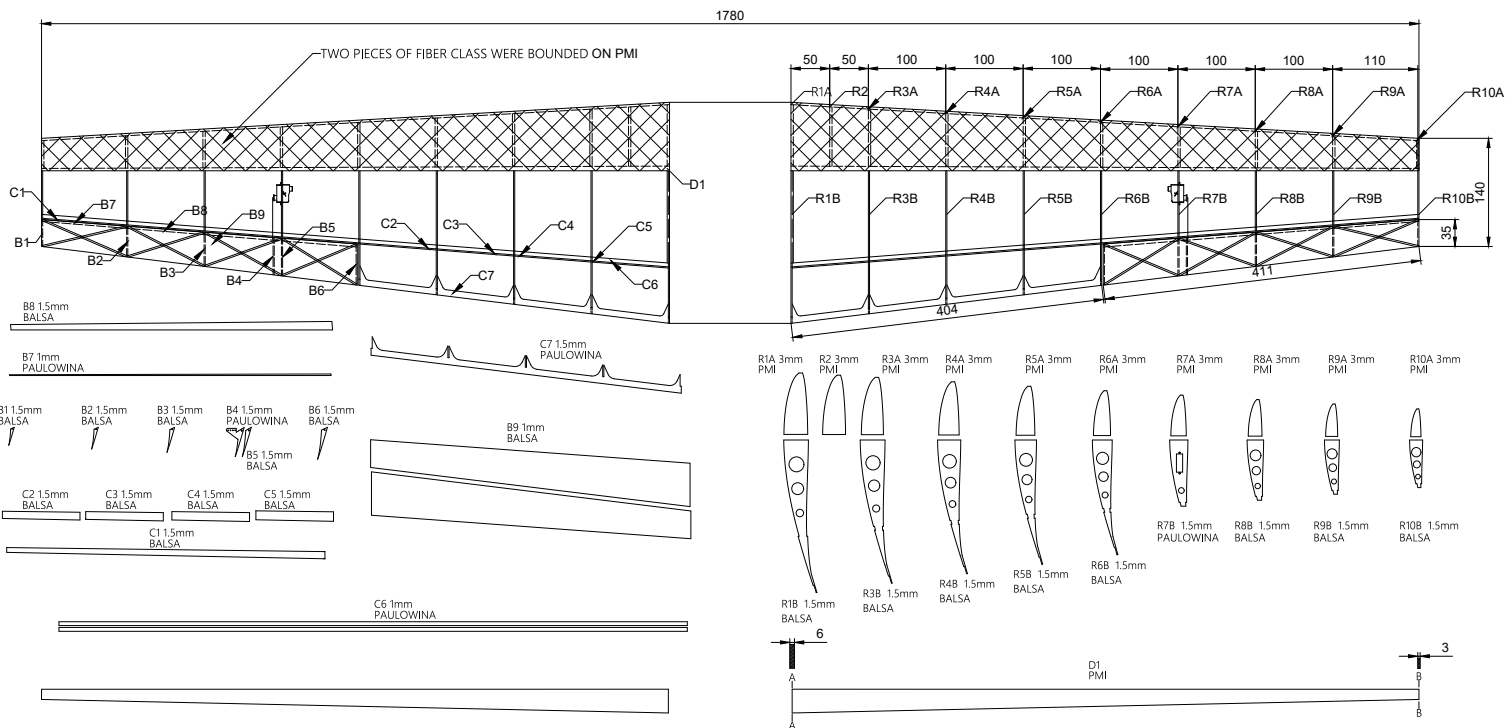 1780
TWO PIECES OF FIBER CLASS WERE BOUNDED ON PMI
50 50 100 100 100 100 100 100 110
R1A R2 R3A R4A R5A R6A R7A R8A R9A R10A
D1
C1 B7 B8 B9 B5 C2 C3 C4 C5
R1B R3B R4B R5B R6B R7B R8B R9B R10B
140
35
B1 B2 B3 B4 B6 C7 C6
404
411
B8 1.5mm
BALSA
B7 1mm
PAULOWINA
C7 1.5mm
PAULOWINA
B1 1.5mm
BALSA
B2 1.5mm
BALSA
B3 1.5mm
BALSA
B4 1.5mm
PAULOWINA
B6 1.5mm
BALSA
B5 1.5mm
BALSA
B9 1mm
BALSA
C2 1.5mm
BALSA
C3 1.5mm
BALSA
C4 1.5mm
BALSA
C5 1.5mm
BALSA
C1 1.5mm
BALSA
C6 1mm
PAULOWINA
R1A 3mm
PMI
R2 3mm
PMI
R3A 3mm
PMI
R4A 3mm
PMI
R5A 3mm
PMI
R6A 3mm
PMI
R7A 3mm
PMI
R8A 3mm
PMI
R9A 3mm
PMI
R10A 3mm
PMI
R1B 1.5mm
BALSA
R3B 1.5mm
BALSA
R4B 1.5mm
BALSA
R5B 1.5mm
BALSA
R6B 1.5mm
BALSA
R7B 1.5mm
PAULOWINA
R8B 1.5mm
BALSA
R9B 1.5mm
BALSA
R10B 1.5mm
BALSA
6
3
D1
PMI
A
B
A
B